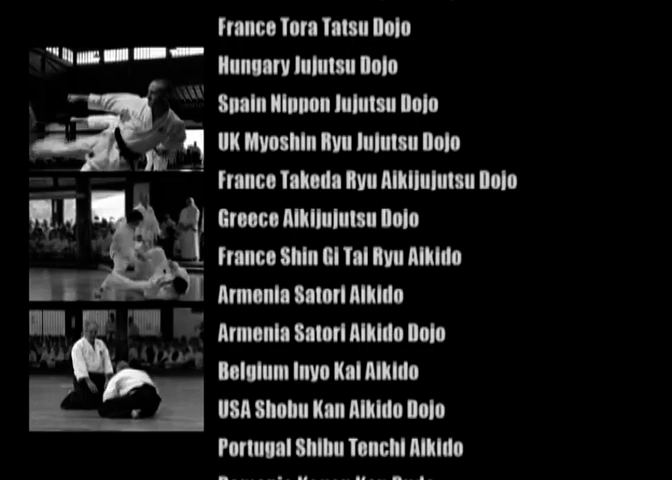 France Tora Tatsu Dojo
Hungary Jujutsu Dojo
Spain Nippon Jujutsu Dojo
UK Myoshin Ryu Jujutsu Dojo
France Takeda Ryu Aikijujutsu Dojo
Greece Aikijujutsu Dojo
France Shin Gi Tai Ryu Aikido
Armenia Satori Aikido
Armenia Satori Aikido Dojo
Belgium Inyo Kai Aikido
USA Shobu Kan Aikido Dojo
Portugal Shibu Tenchi Aikido